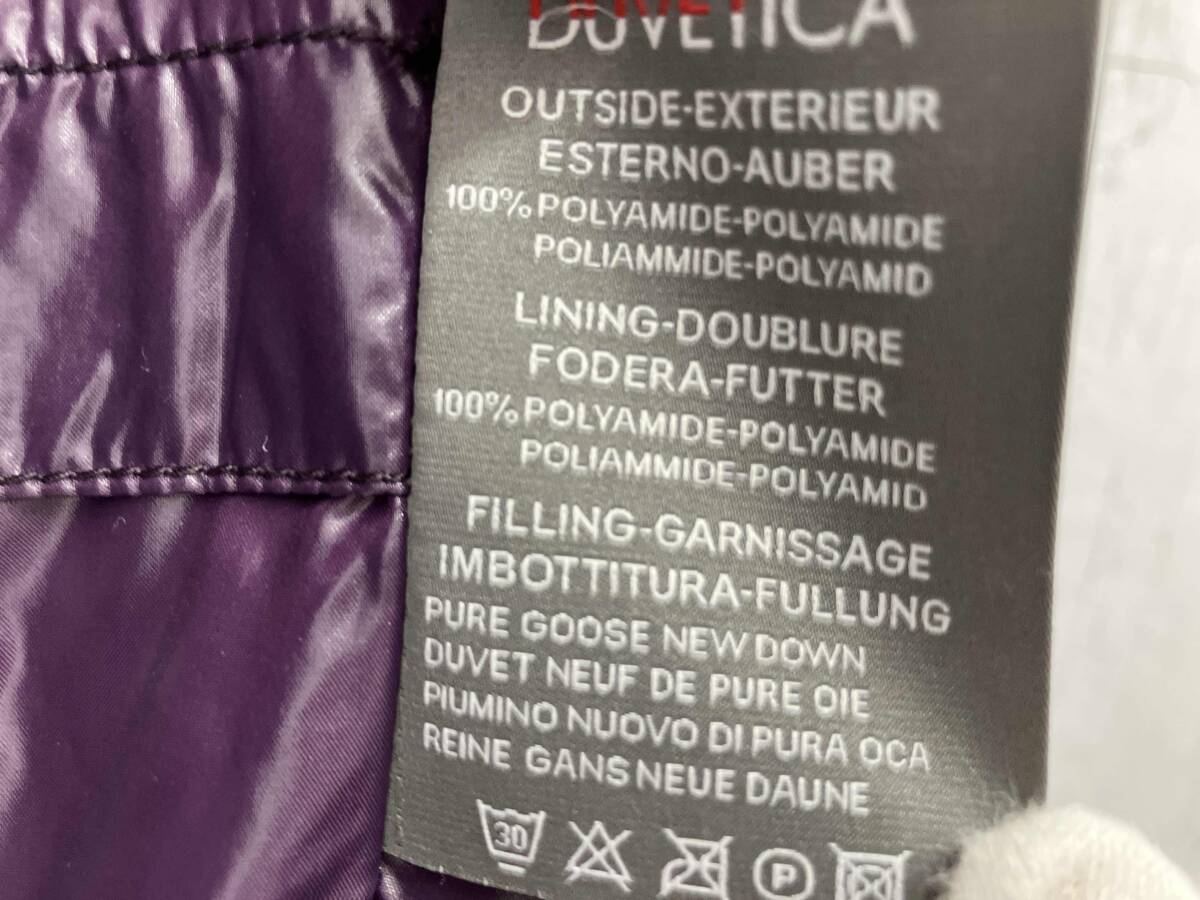 DUVETICA
OUTSIDE-EXTERiEUR
ESTERNO-AUBER
100% POLYAMIDE-POLYAMIDE
POLIAMMIDE-POLYAMID
LINING-DOUBLURE
FODERA-FUTTER
100% POLYAMIDE-POLYAMIDE
POLIAMMIDE-POLYAMID
FILLING-GARNISSAGE
IMBOTTITURA-FULLUNG
PURE GOOSE NEW DOWN
DUVET NEUF DE PURE OIE
PIUMINO NUOVO DI PURA OCA
REINE GANS NEUE DAUNE
30 P